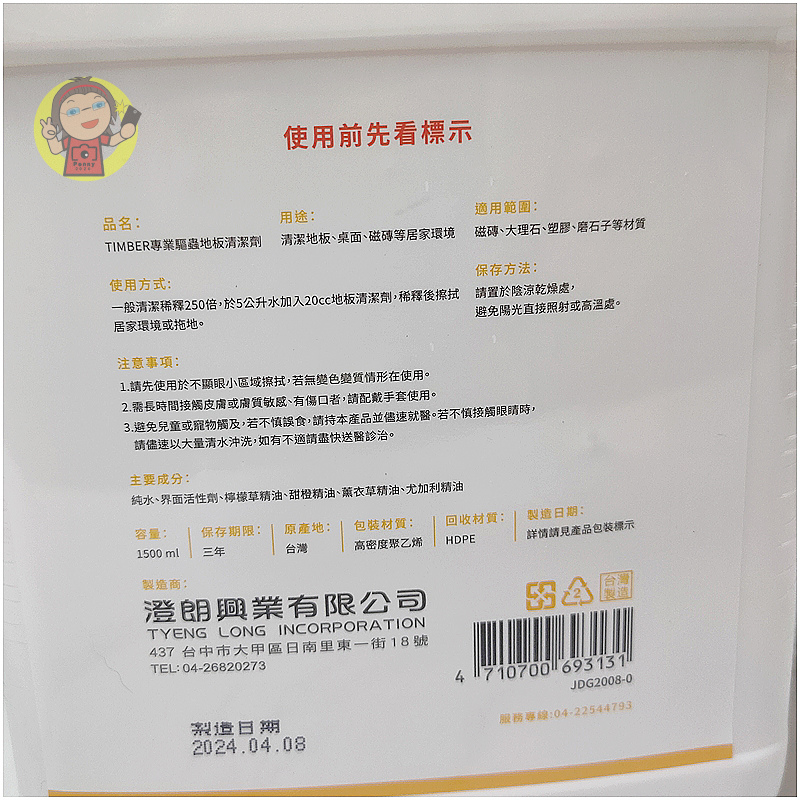 Penny
使用前先看標示
品名：
TIMBER專業驅蟲地板清潔劑
用途：
清潔地板、桌面、磁磚等居家環境
適用範圍：
磁磚、大理石、塑膠、磨石子等材質
使用方式:
一般清潔稀釋250倍，於5公升水加入20cc地板清潔劑，稀釋後擦拭
居家環境或拖地。
保存方法：
請置於陰涼乾燥處，
避免陽光直接照射或高溫處。
注意事項：
1.請先使用於不顯眼小區域擦拭，若無變色變質情形在使用。
2.需長時間接觸皮膚或膚質敏感、有傷口者，請配戴手套使用。
3.避免兒童或寵物觸及，若不慎誤食，請持本產品並儘速就醫。若不慎接觸眼睛時，
請儘速以大量清水沖洗，如有不適請盡快送醫診治。
主要成分：
純水、界面活性劑、檸檬草精油、甜橙精油、薰衣草精油、尤加利精油
容量：
1500 ml
保存期限：
三年
原產地：
台灣
包裝材質：
高密度聚乙烯
回收材質：
HDPE
製造日期：
詳情請見產品包裝標示
製造商：
澄朗興業有限公司
TYENG LONG INCORPORATION
437 台中市大甲區日南里東一街18號
TEL:04-26820273
2
台灣
製造
4 710700 693131
JDG2008-0
服務專線:04-22544793
製造日期
2024.04.08